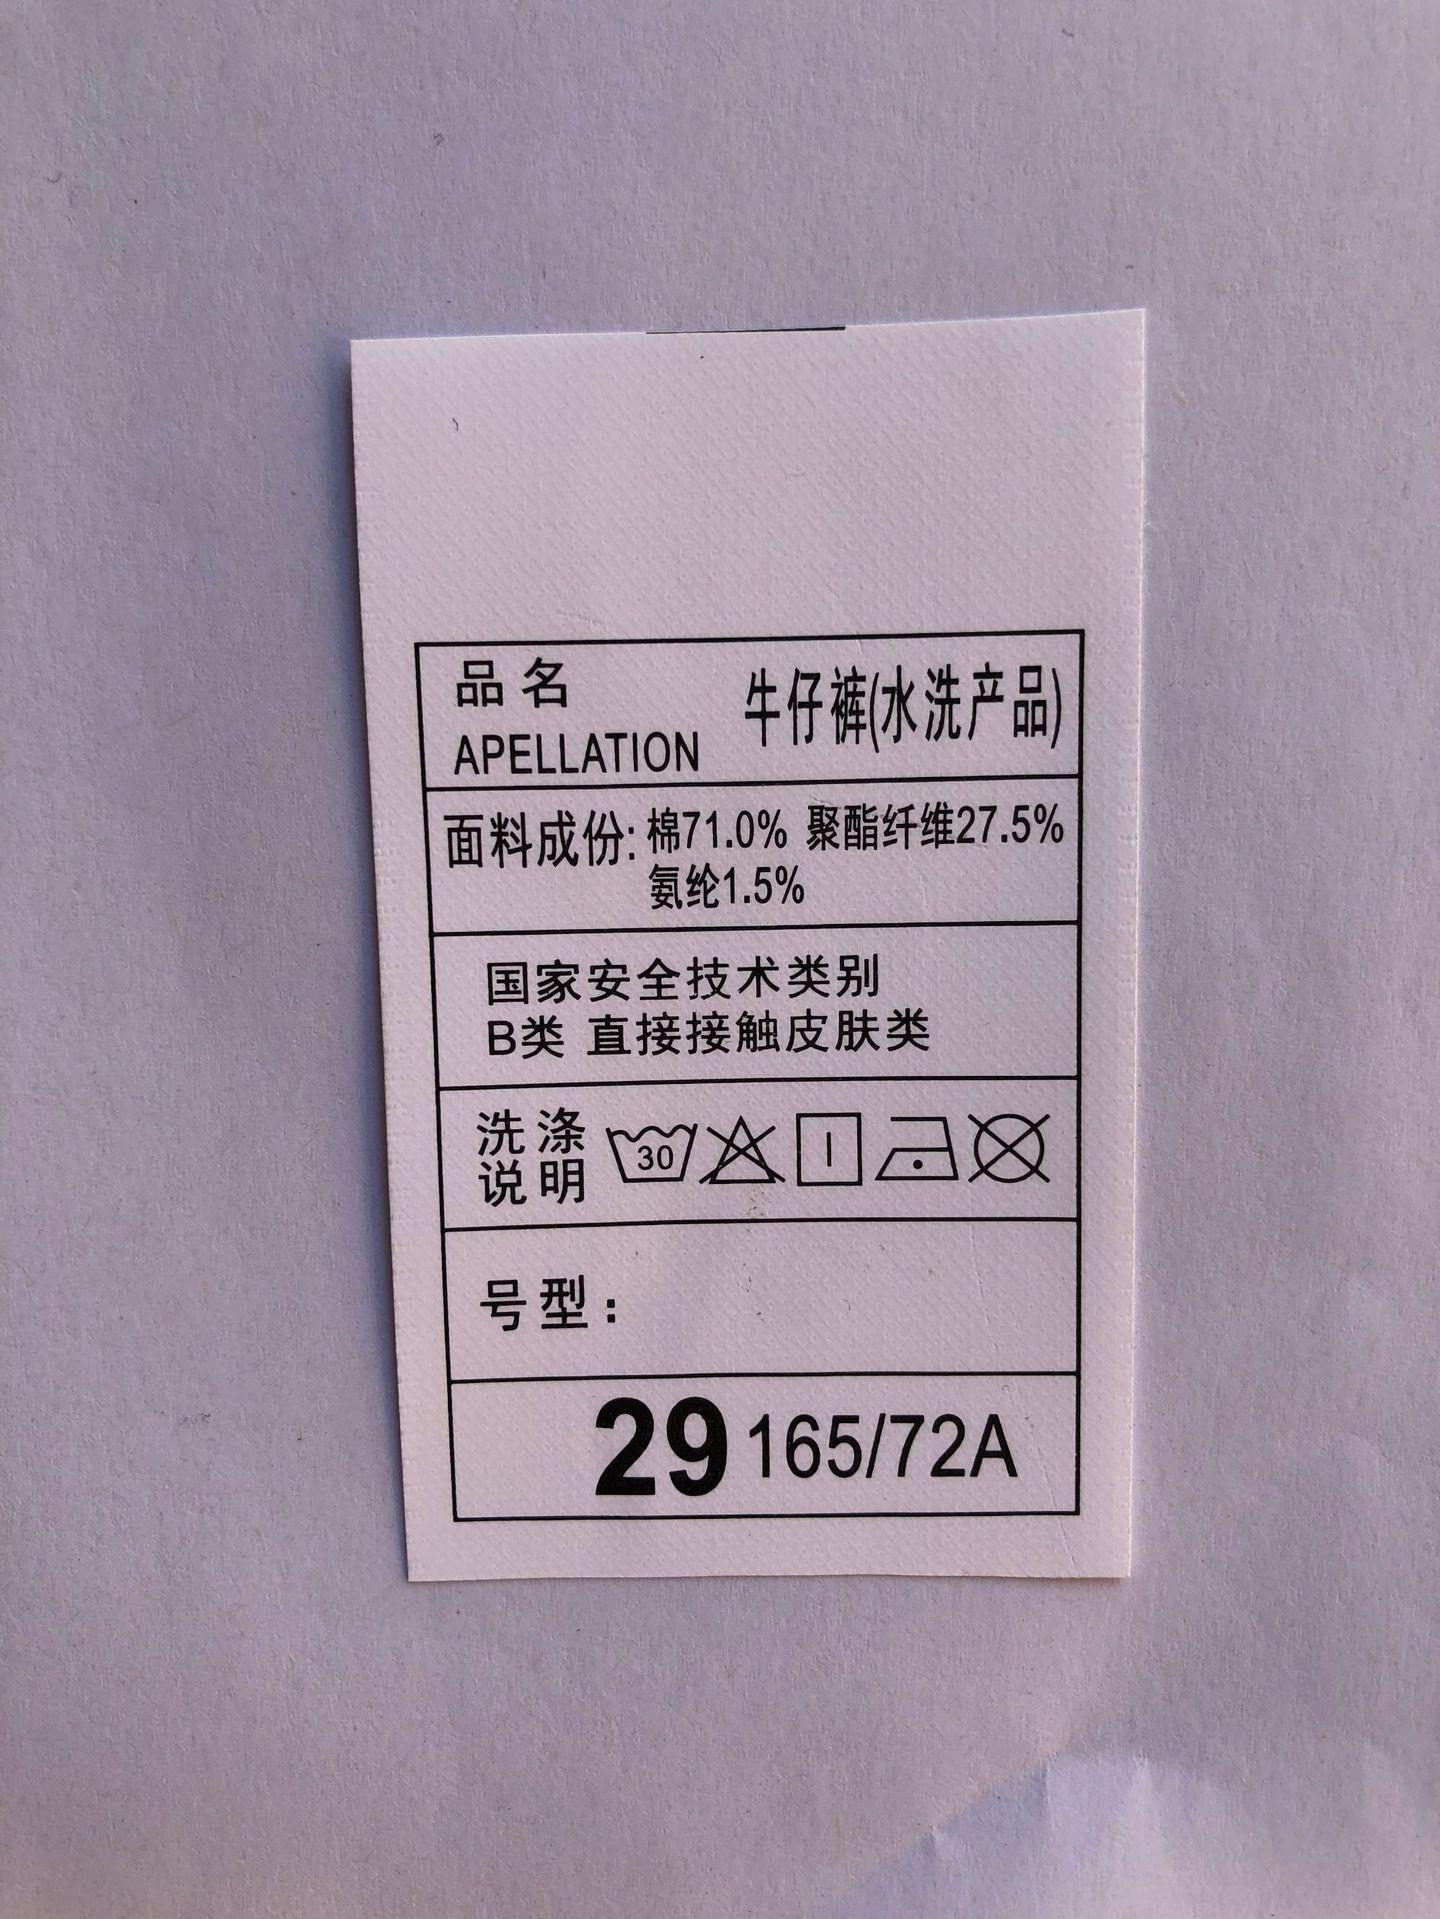 品名
APELLATION
牛仔裤(水洗产品)
面料成份: 棉71.0% 聚酯纤维27.5%
氨纶1.5%
国家安全技术类别
B类 直接接触皮肤类
洗涤
说明
30
号型：
29 165/72A